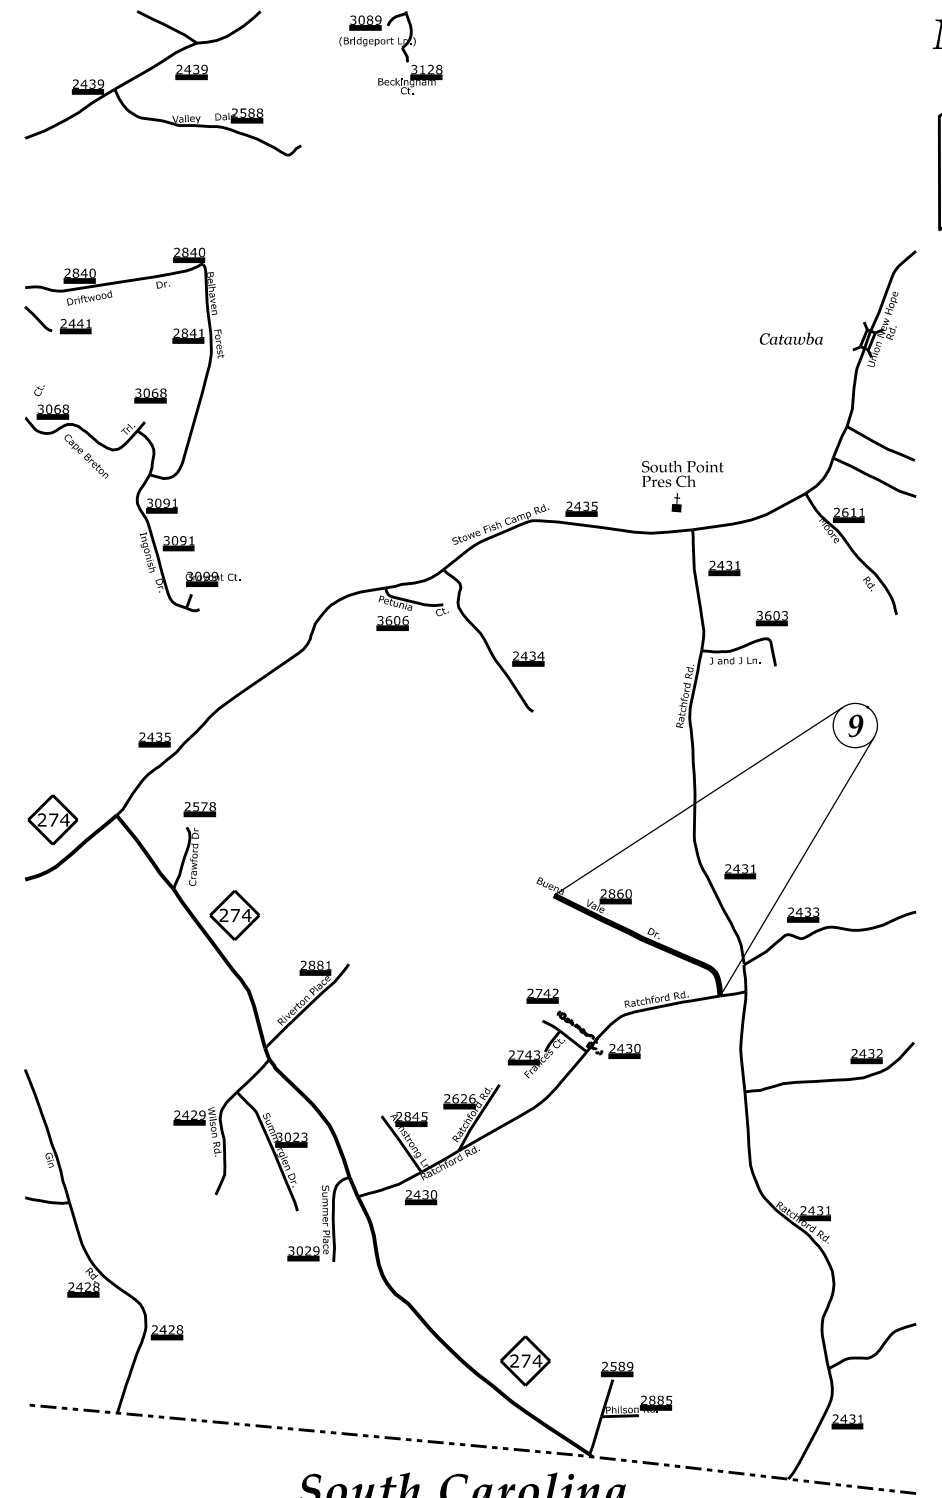 3089
(Bridgeport Ln.)
2439
2439
3128
Beckingham
Ct.
Valley Dale
2588
2840
2840
Driftwood Dr.
Belhaven Forest
2441
2841
Catawba
Union New Hope
Rd.
Ct.
3068
3068
Trl.
Cape Breton
South Point
Pres Ch
2435
Stowe Fish Camp Rd.
3091
3091
Ingonish Dr.
3099
Ct.
2611
Moore Rd.
2431
Petunia Ct.
3606
3603
J and J Ln.
2434
Ratchford Rd.
2435
9
274
2578
Crawford Dr
2431
274
Buena Vale Dr.
2860
2433
2881
Riverton Place
2742
Ratchford Rd.
2743
Frances Ct.
2430
2432
2626
Ratchford Rd.
2429
Wilson Rd.
3023
Summerglen Dr.
2845
Armstrong Ln.
Ratchford Rd.
2430
Gin Rd.
Summer Place
2431
Ratchford Rd.
3029
2428
2428
274
2589
2885
Philson Rd.
2431
South Carolina